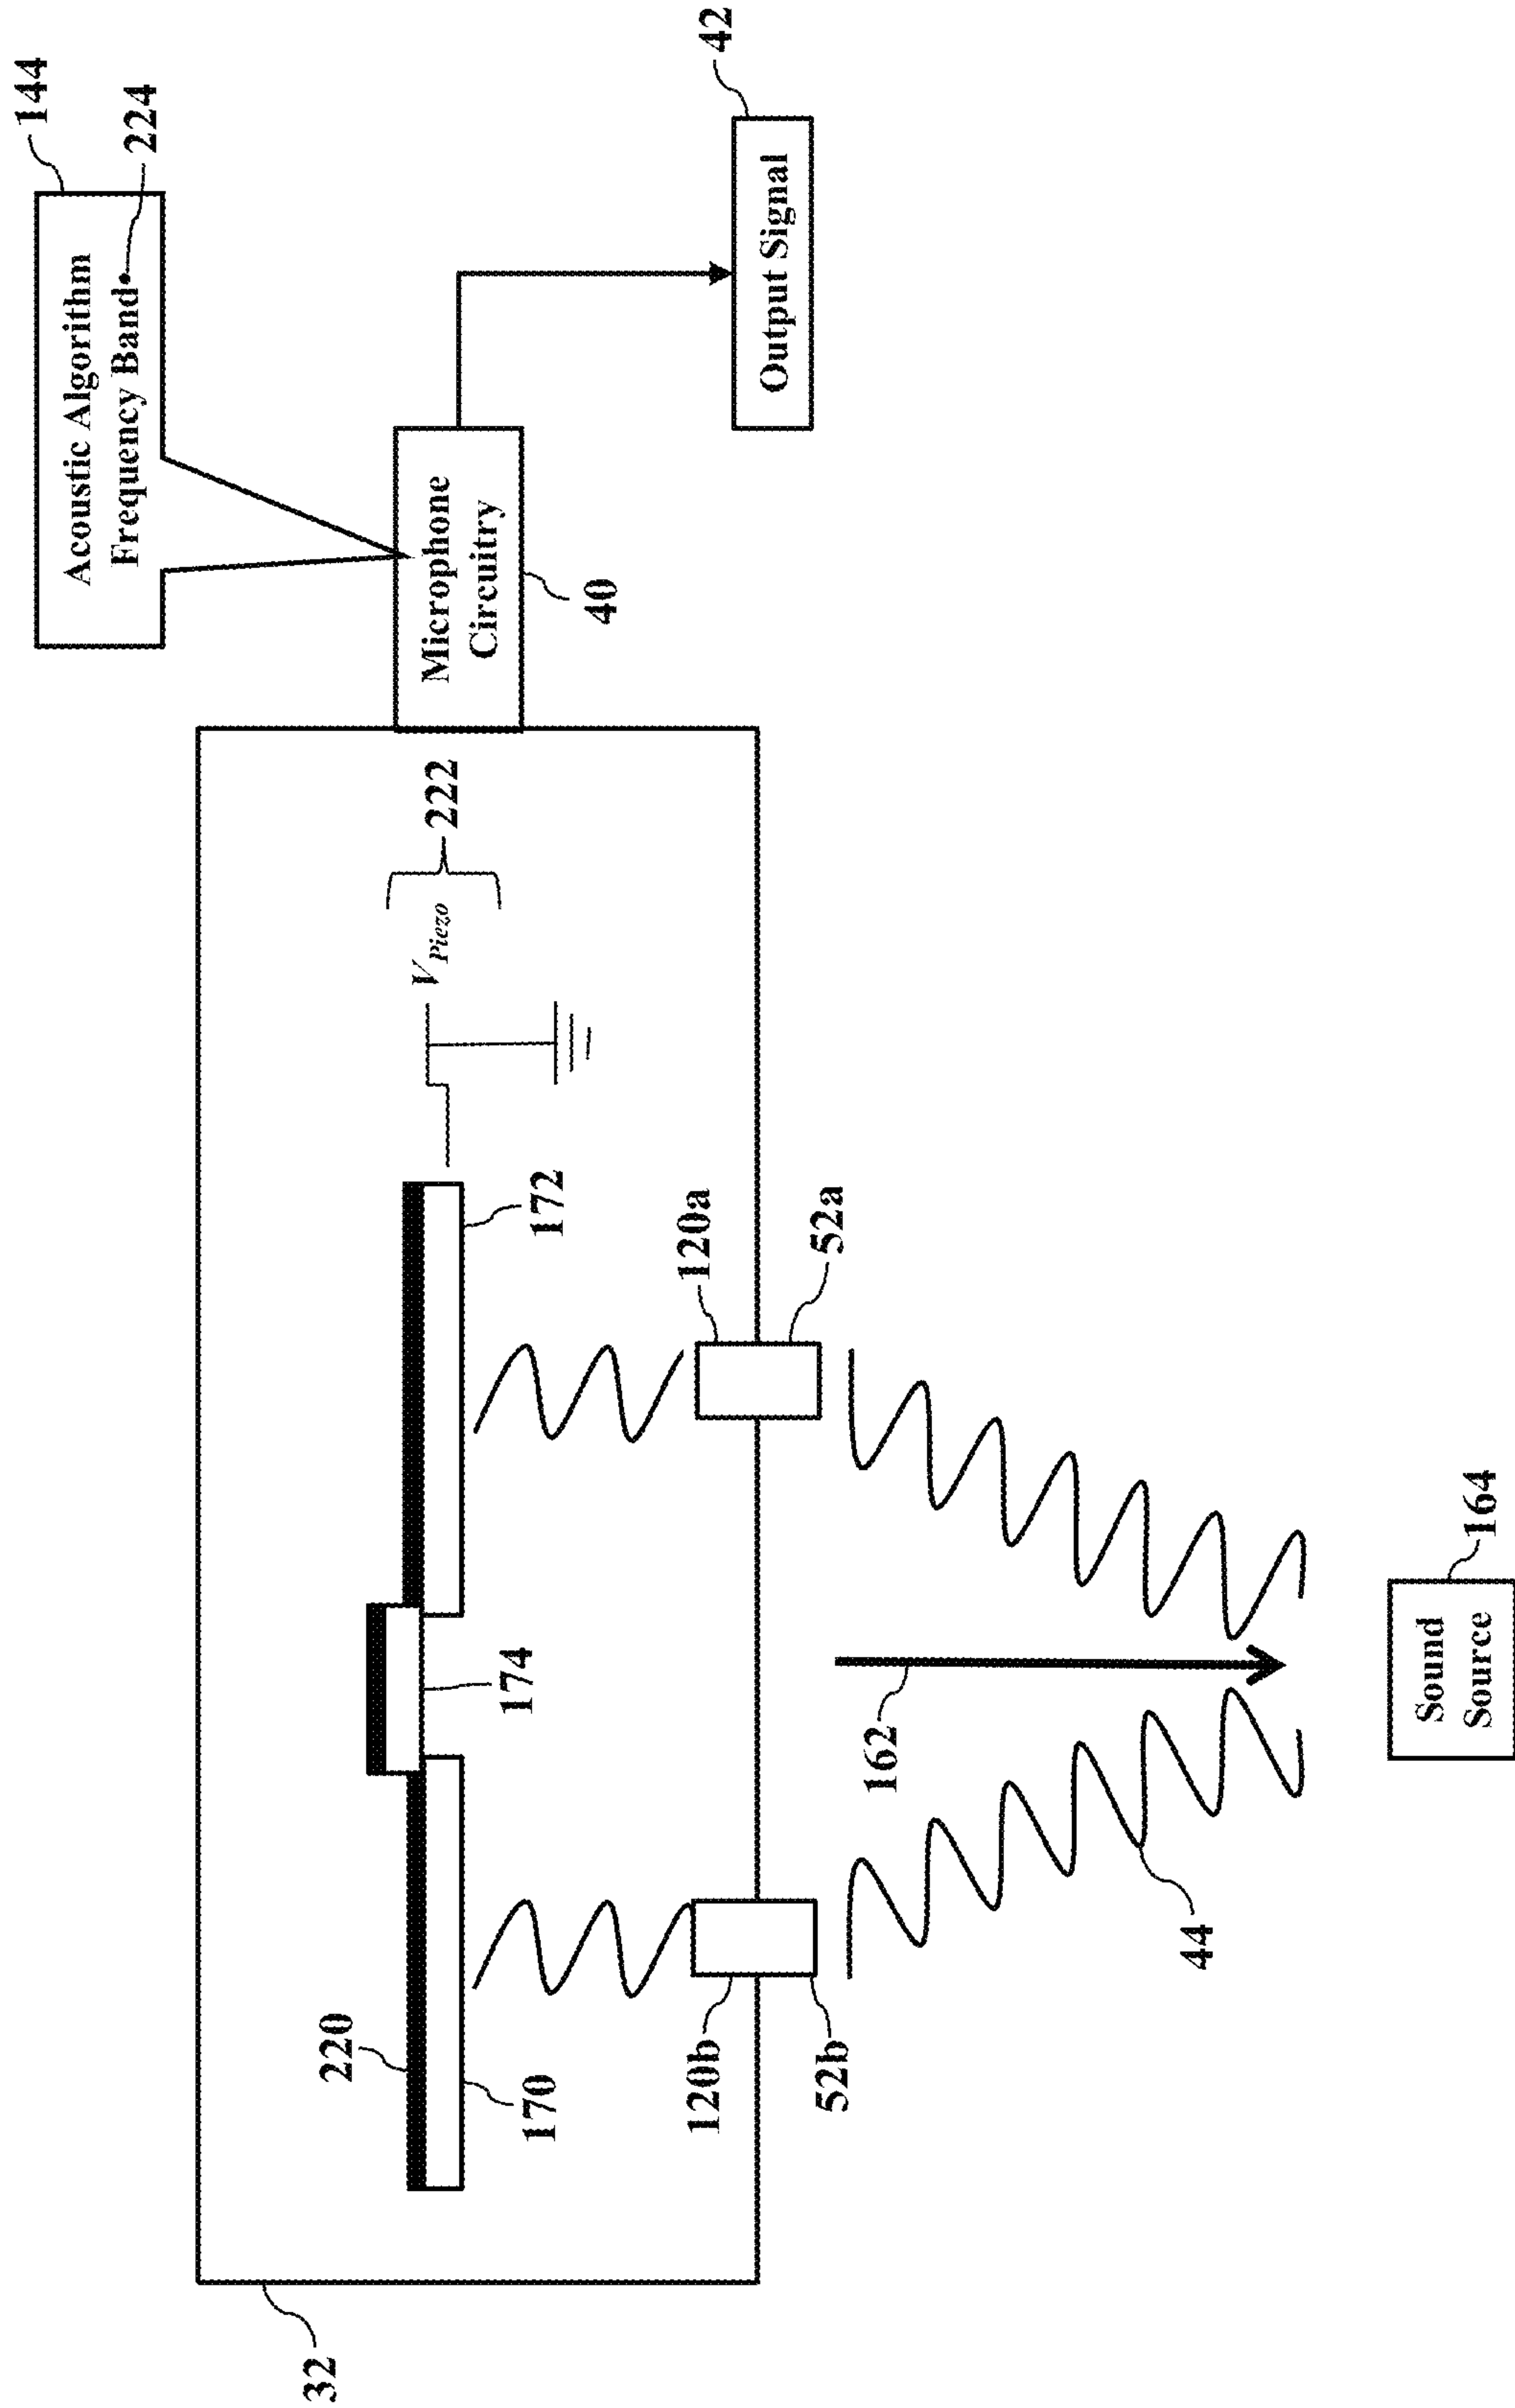 144
Acoustic Algorithm
Frequency Band•
224
Microphone
Circuitry
40
42
Output Signal
222
V Piezo
172
174
170
220
120a
52a
120b
52b
162
44
164
Sound
Source
32